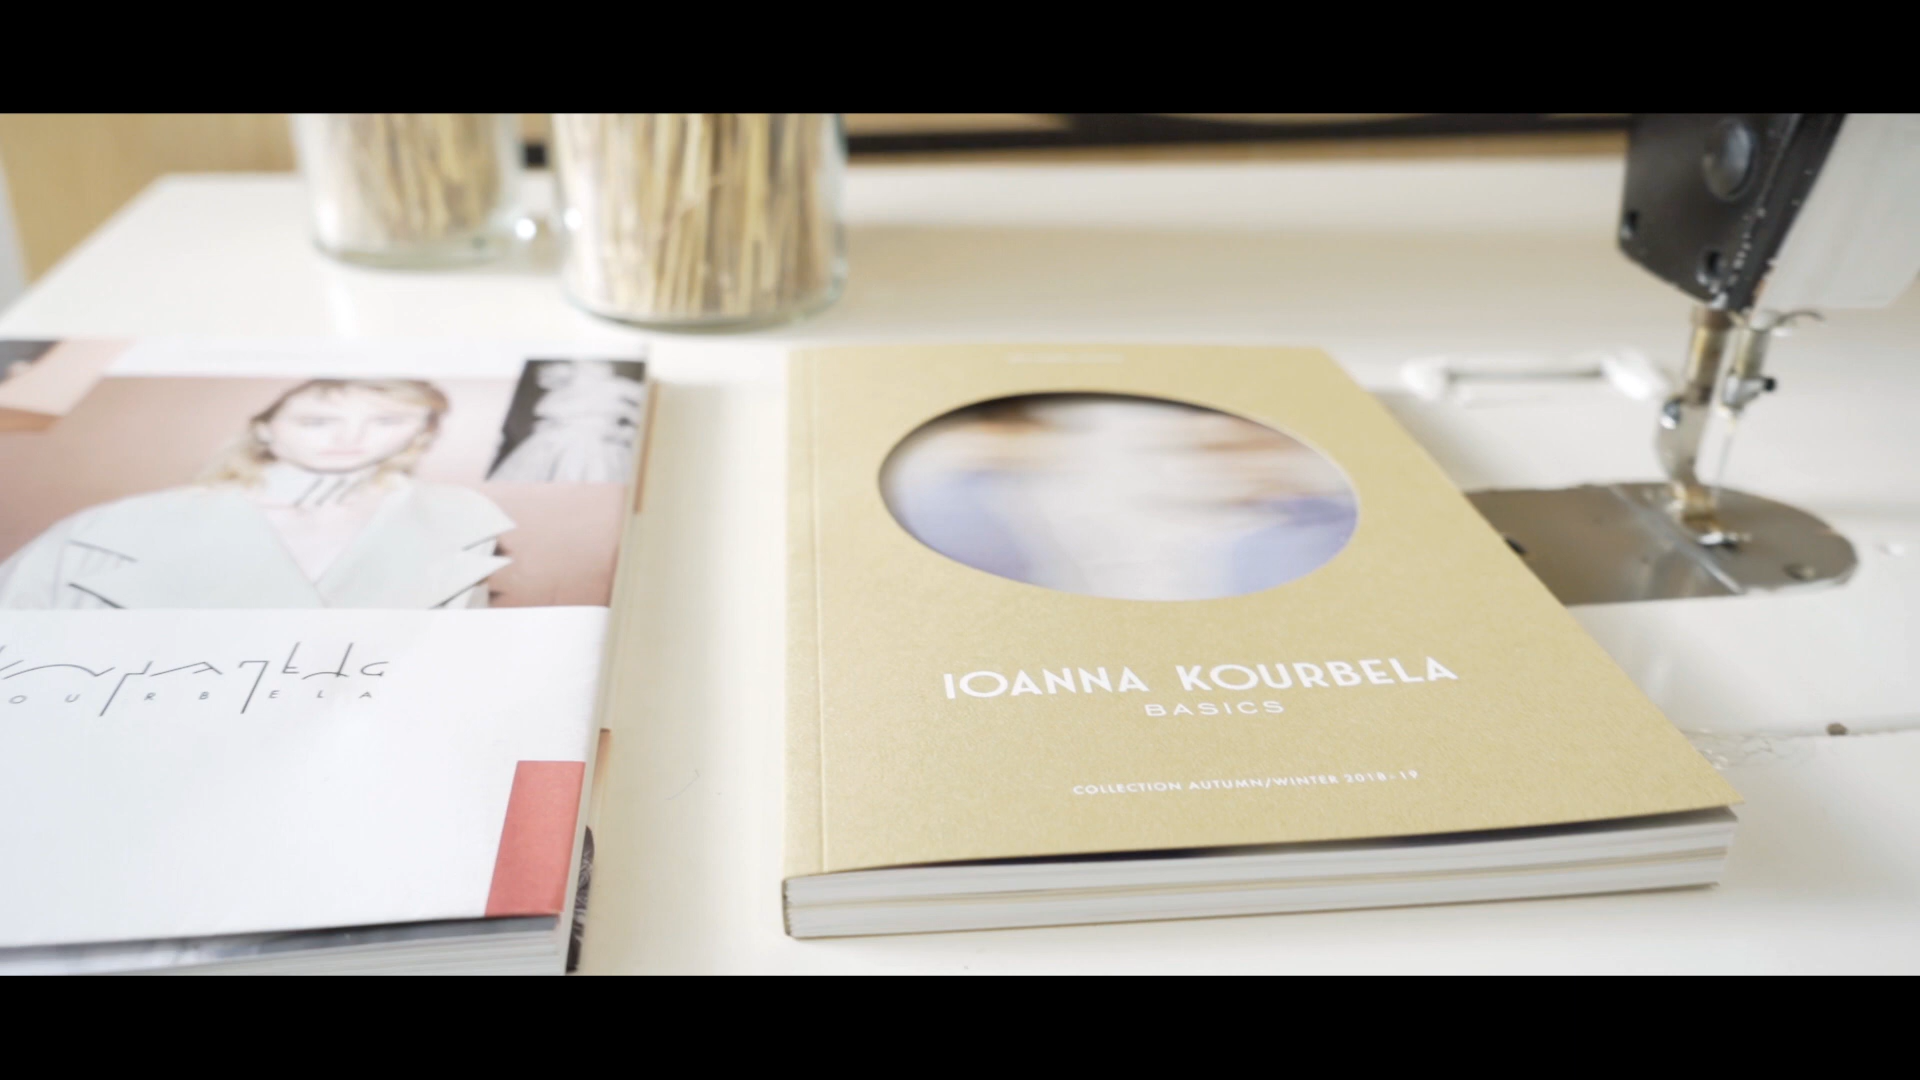 OURBELA
IOANNA KOURBELA
BASICS
COLLECTION AUTUMN/WINTER 2018-19